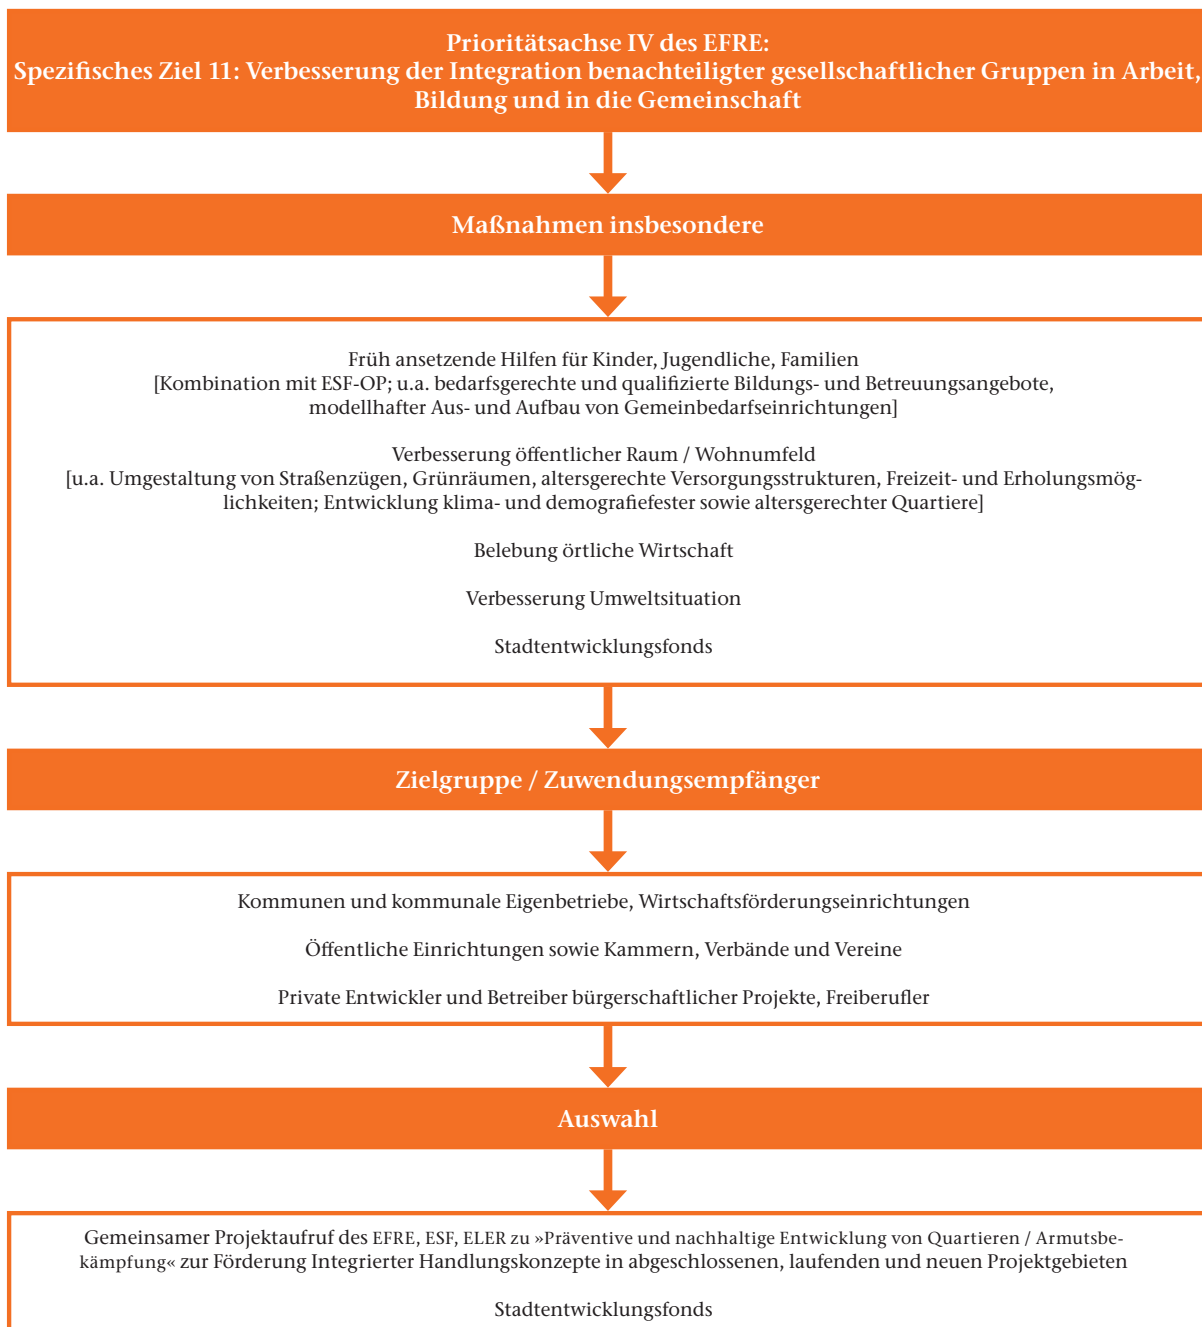 Prioritätsachse IV des EFRE:
Spezifisches Ziel 11: Verbesserung der Integration benachteiligter gesellschaftlicher Gruppen in Arbeit,
Bildung und in die Gemeinschaft
Maßnahmen insbesondere
Früh ansetzende Hilfen für Kinder, Jugendliche, Familien
[Kombination mit ESF-OP; u.a. bedarfsgerechte und qualifizierte Bildungs- und Betreuungsangebote,
modellhafter Aus- und Aufbau von Gemeinbedarfseinrichtungen]
Verbesserung öffentlicher Raum / Wohnumfeld
[u.a. Umgestaltung von Straßenzügen, Grünräumen, altersgerechte Versorgungsstrukturen, Freizeit- und Erholungsmög-
lichkeiten; Entwicklung klima- und demografiefester sowie altersgerechter Quartiere]
Belebung örtliche Wirtschaft
Verbesserung Umweltsituation
Stadtentwicklungsfonds
Zielgruppe / Zuwendungsempfänger
Kommunen und kommunale Eigenbetriebe, Wirtschaftsförderungseinrichtungen
Öffentliche Einrichtungen sowie Kammern, Verbände und Vereine
Private Entwickler und Betreiber bürgerschaftlicher Projekte, Freiberufler
Auswahl
Gemeinsamer Projektaufruf des EFRE, ESF, ELER zu »Präventive und nachhaltige Entwicklung von Quartieren / Armutsbe-
kämpfung« zur Förderung Integrierter Handlungskonzepte in abgeschlossenen, laufenden und neuen Projektgebieten
Stadtentwicklungsfonds